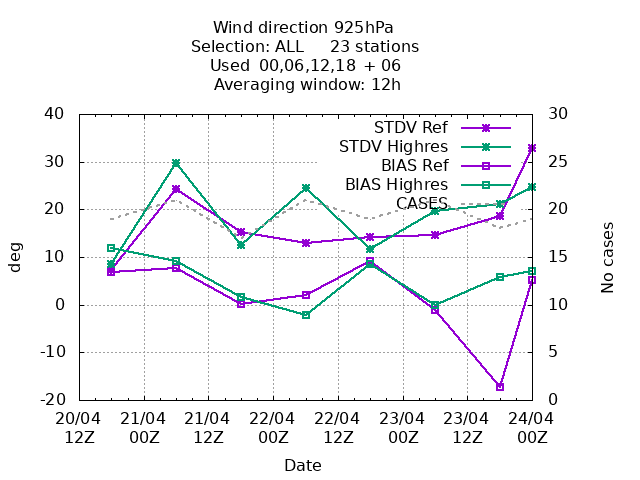 Wind direction 925hPa
Selection: ALL 23 stations
Used 00,06,12,18 + 06
Averaging window: 12h
STDV Ref
STDV Highres
BIAS Ref
BIAS Highres
CASES
deg
40
30
20
10
0
-10
-20
No cases
30
25
20
15
10
5
0
20/04 21/04 21/04 22/04 22/04 23/04 23/04 24/04
12Z 00Z 12Z 00Z 12Z 00Z 12Z 00Z
Date